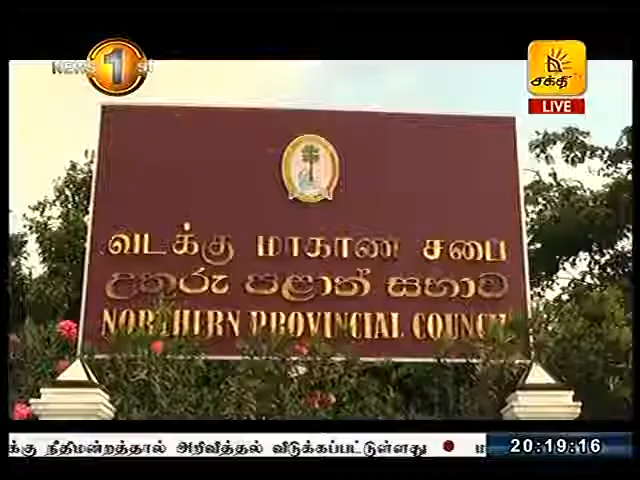 NEWS 1st
சக்தி TV
LIVE
வடக்கு மாகாண சபை
උතුරු පළාත් සභාව
NORTHERN PROVINCIAL COUNCIL
க்கு நீதிமன்றத்தால் அறிவித்தல் விடுக்கப்பட்டுள்ளது
20:19:16